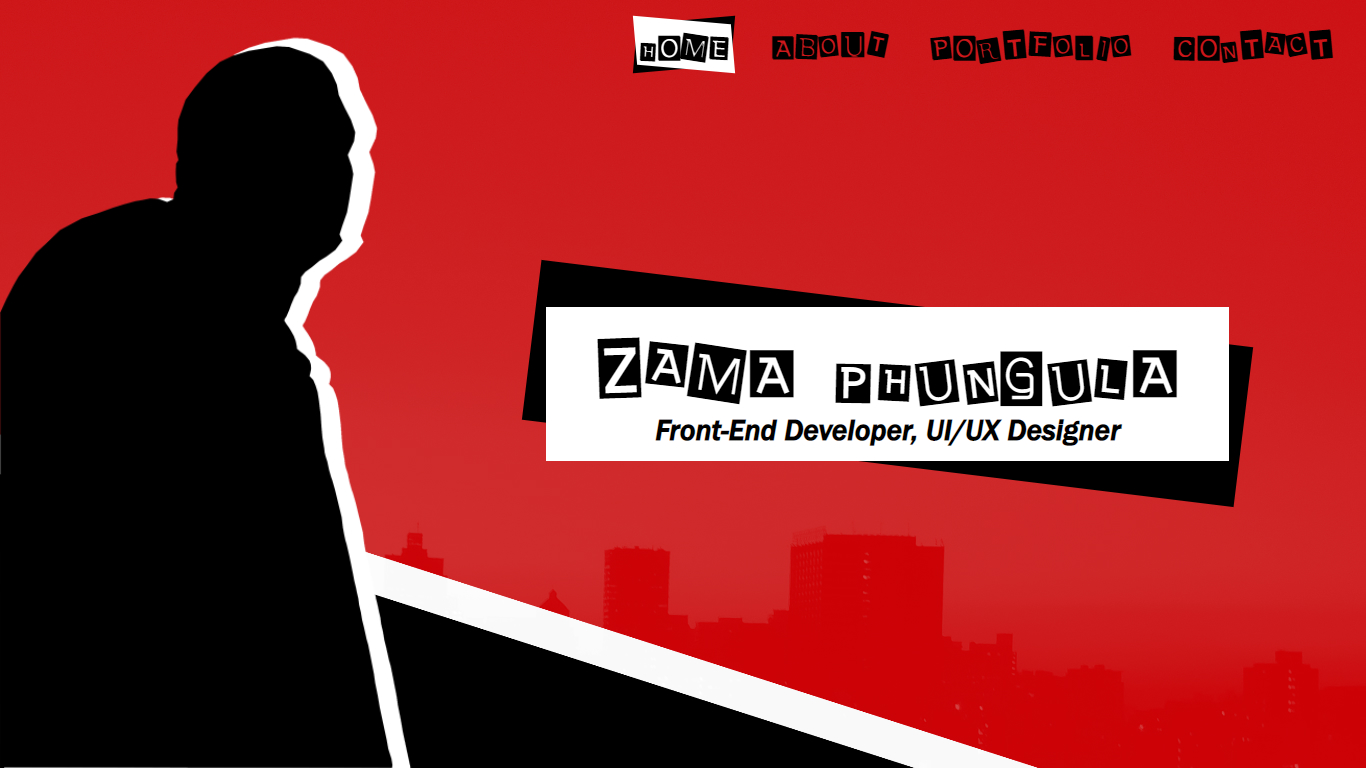 HOME ABOUT PORTFOLIO CONTACT
ZAMA PHUNGULA
Front-End Developer, UI/UX Designer